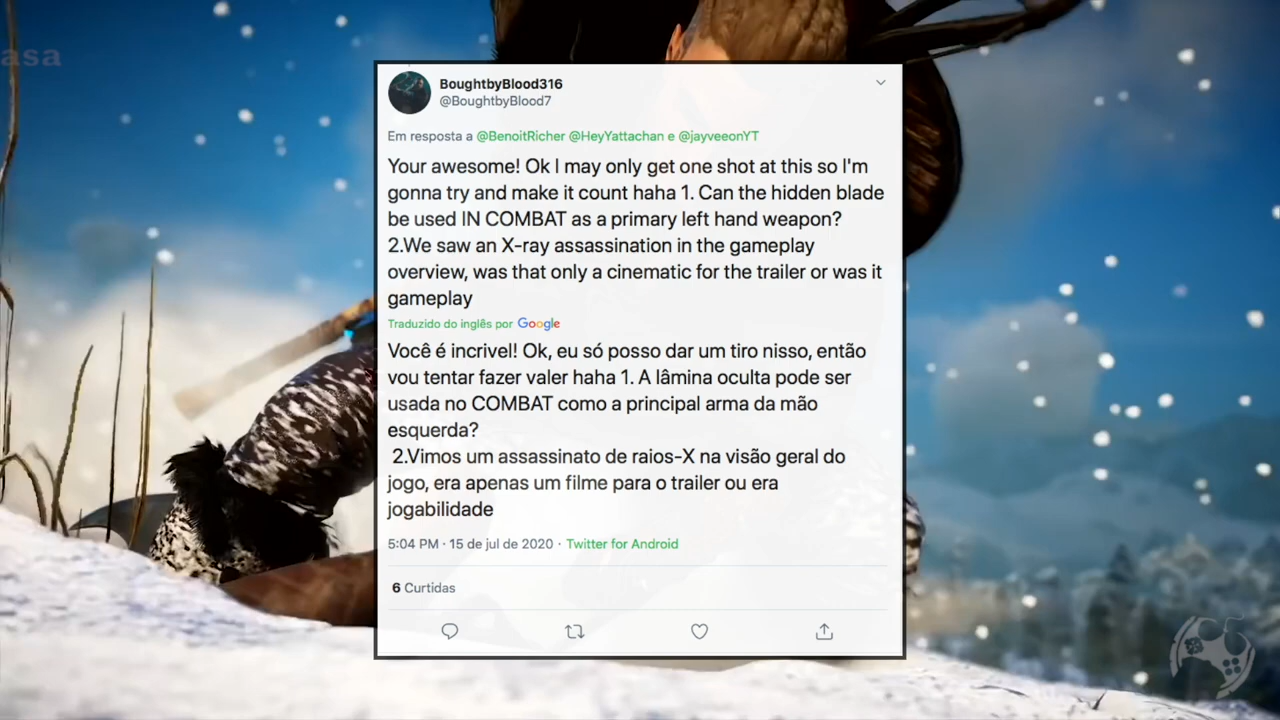 asa
BoughtbyBlood316
@BoughtbyBlood7
Em resposta a @BenoitRicher @HeyYattachan e @jayveeonYT
Your awesome! Ok I may only get one shot at this so I'm
gonna try and make it count haha 1. Can the hidden blade
be used IN COMBAT as a primary left hand weapon?
2.We saw an X-ray assassination in the gameplay
overview, was that only a cinematic for the trailer or was it
gameplay
Traduzido do inglês por Google
Você é incrivel! Ok, eu só posso dar um tiro nisso, então
vou tentar fazer valer haha 1. A lâmina oculta pode ser
usada no COMBAT como a principal arma da mão
esquerda?
2.Vimos um assassinato de raios-X na visão geral do
jogo, era apenas um filme para o trailer ou era
jogabilidade
5:04 PM · 15 de jul de 2020 · Twitter for Android
6 Curtidas